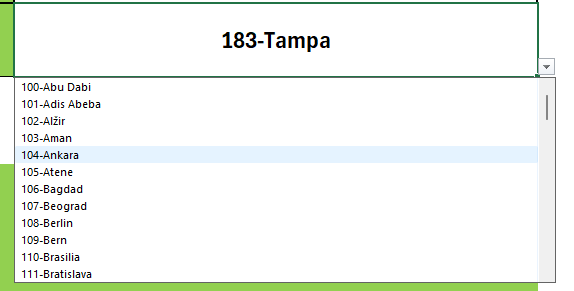 183-Tampa
100-Abu Dabi
101-Adis Abeba
102-Alžir
103-Aman
104-Ankara
105-Atene
106-Bagdad
107-Beograd
108-Berlin
109-Bern
110-Brasilia
111-Bratislava